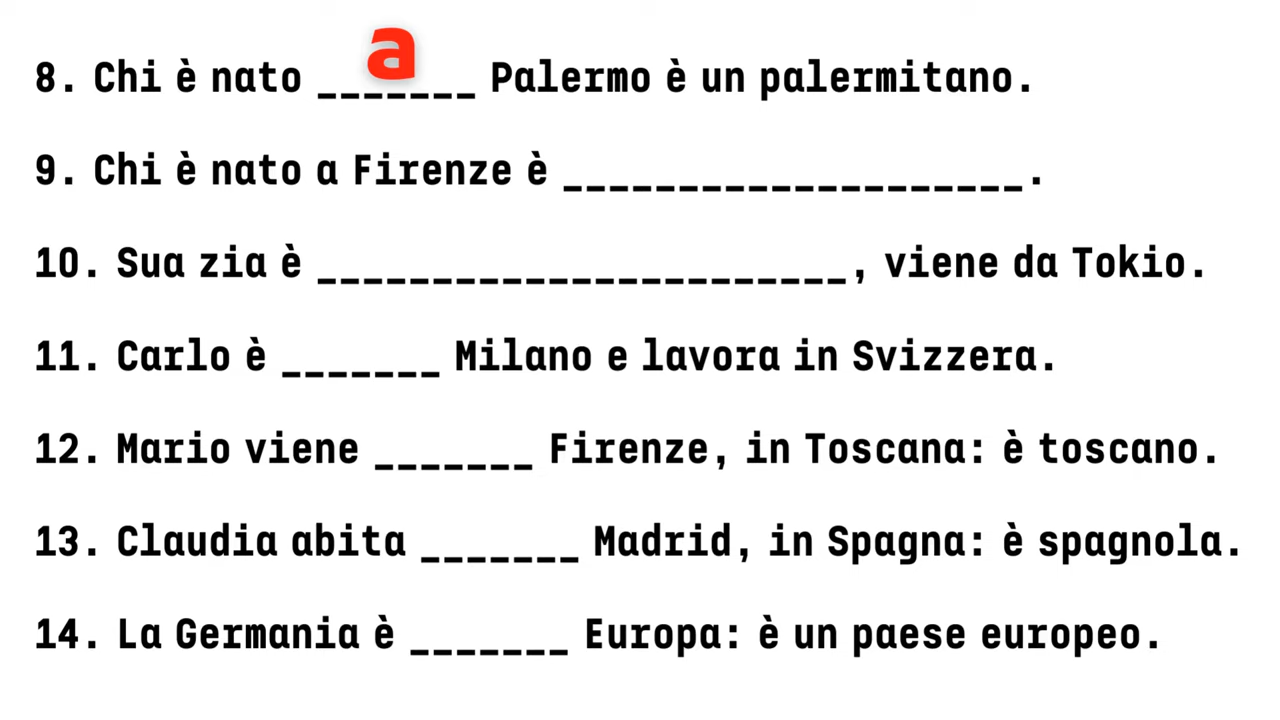 8. Chi è nato ___a____ Palermo è un palermitano.
9. Chi è nato a Firenze è ____________________.
10. Sua zia è _______________________, viene da Tokio.
11. Carlo è _______ Milano e lavora in Svizzera.
12. Mario viene _______ Firenze, in Toscana: è toscano.
13. Claudia abita _______ Madrid, in Spagna: è spagnola.
14. La Germania è _______ Europa: è un paese europeo.